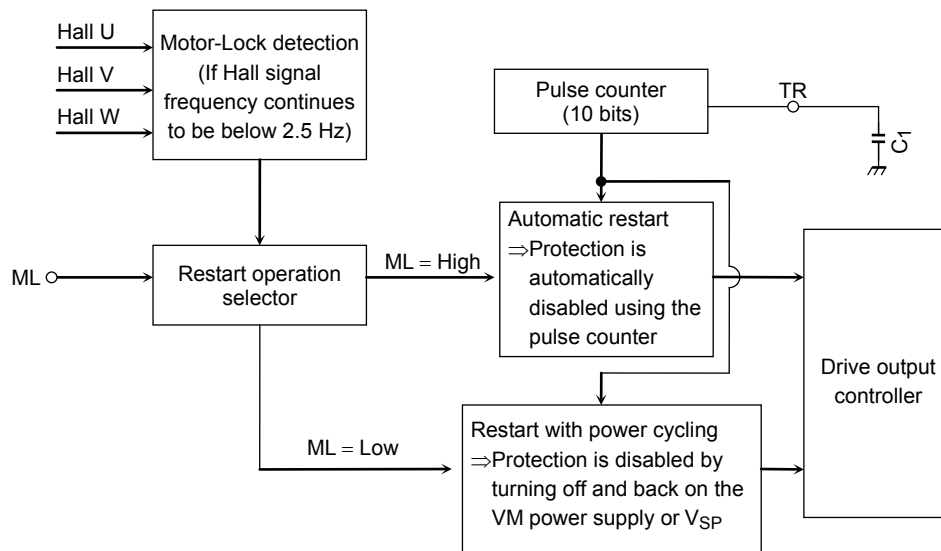 Hall U
Hall V
Hall W
Motor-Lock detection
(If Hall signal
frequency continues
to be below 2.5 Hz)
Pulse counter
(10 bits)
TR
C1
ML
Restart operation
selector
ML = High
Automatic restart
⇒Protection is
automatically
disabled using the
pulse counter
Drive output
controller
ML = Low
Restart with power cycling
⇒Protection is disabled by
turning off and back on the
VM power supply or VSP